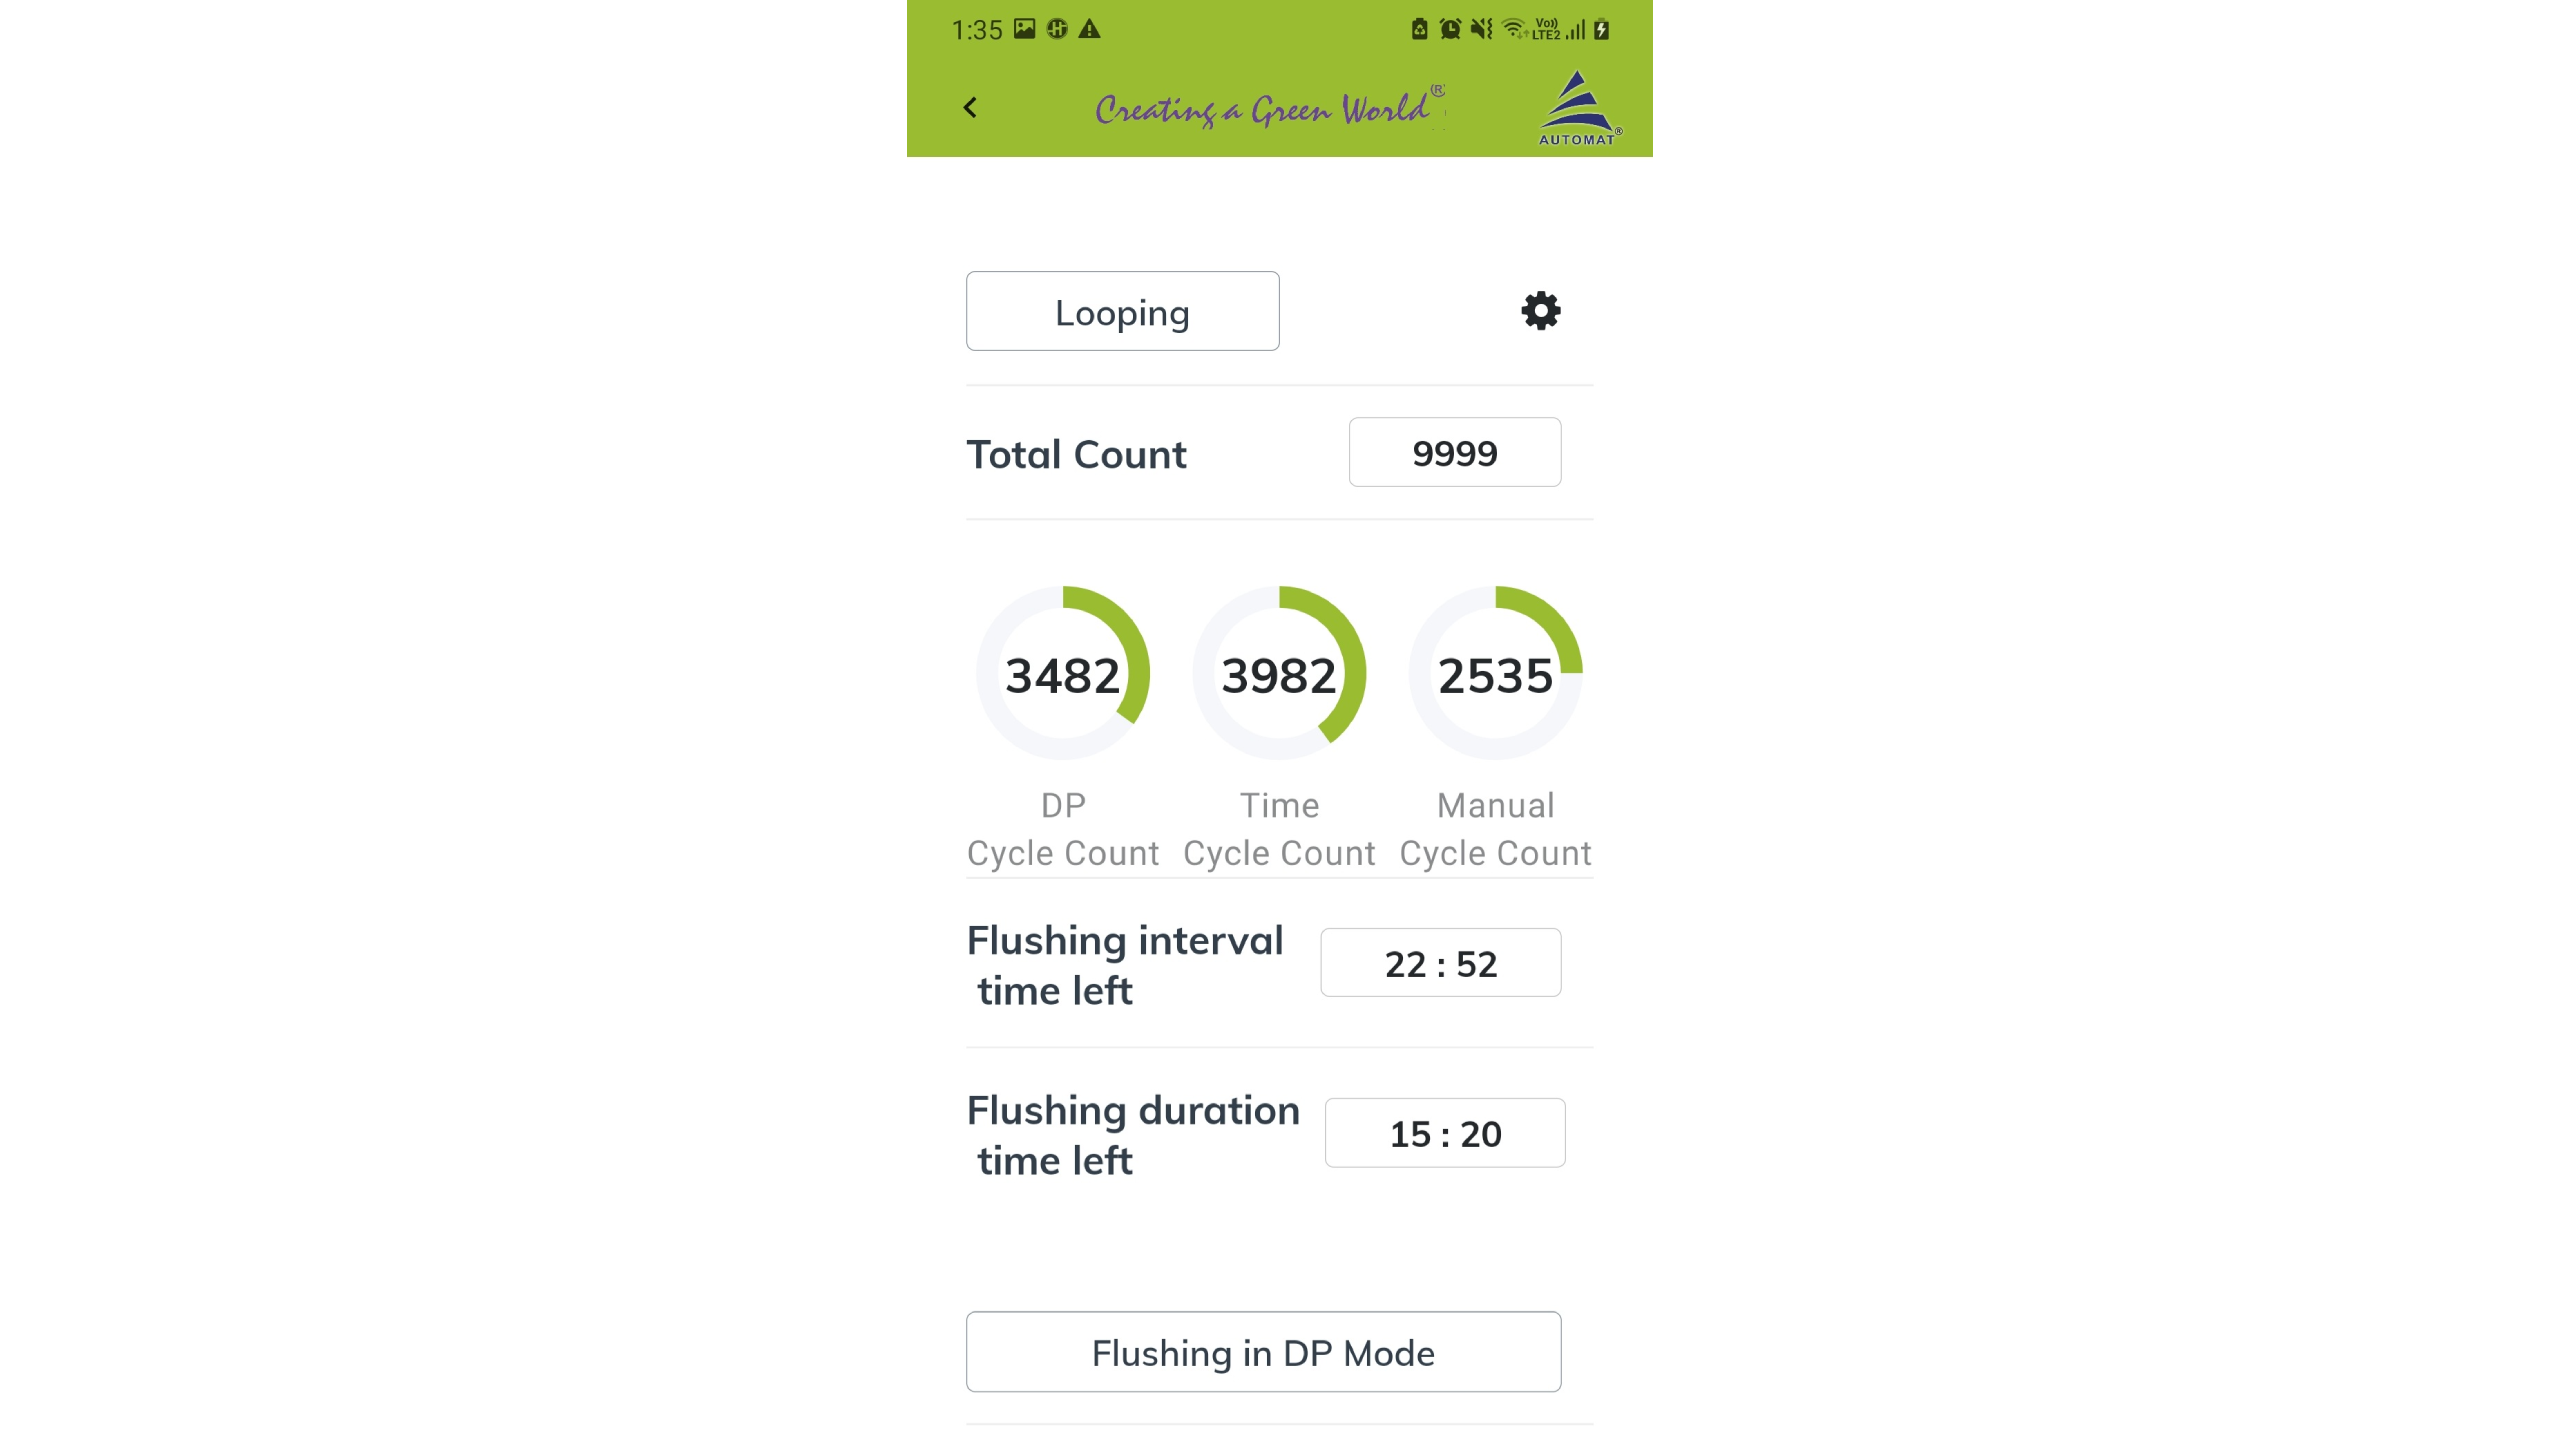 1:35
Vo))
LTE2
Creating a Green World®
AUTOMAT®
Looping
Total Count
9999
3482
3982
2535
DP
Cycle Count
Time
Cycle Count
Manual
Cycle Count
Flushing interval
time left
22 : 52
Flushing duration
time left
15 : 20
Flushing in DP Mode